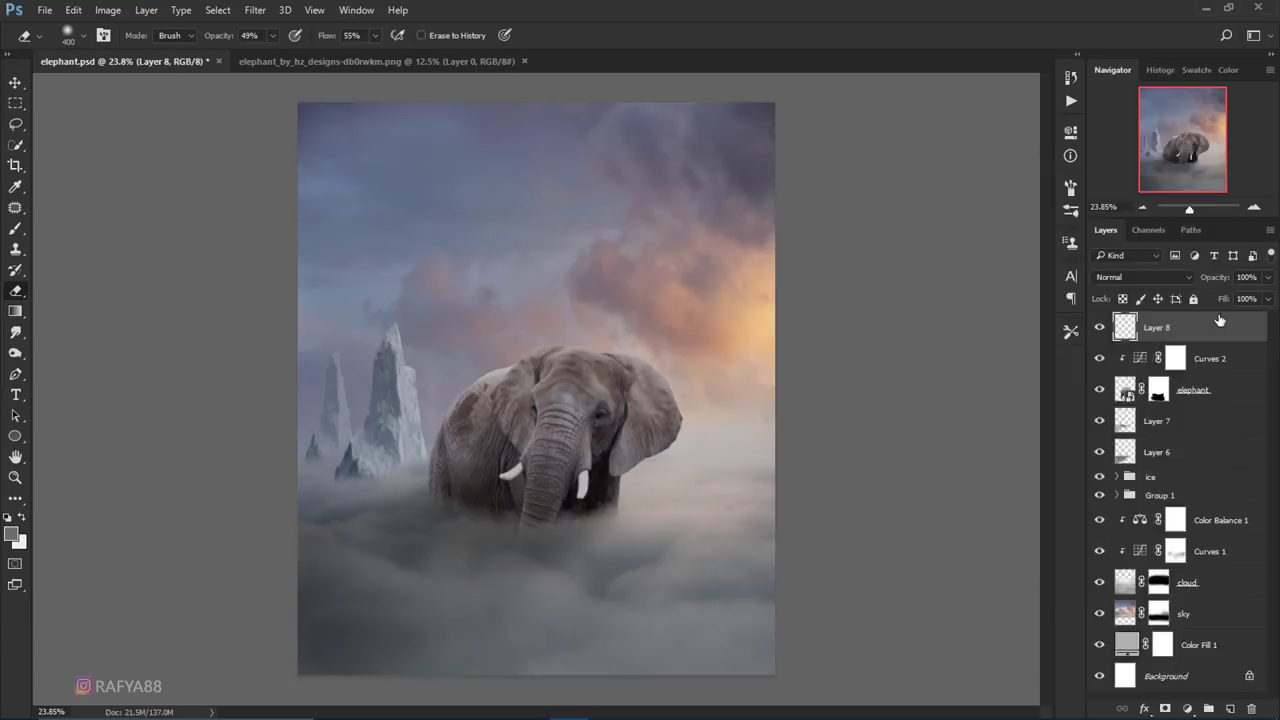 Ps File Edit Image Layer Type Select Filter 3D View Window Help
400 Mode: Brush Opacity: 49% Flow: 55% Erase to History
elephant.psd @ 23.8% (Layer 8, RGB/8) * × elephant_by_hz_designs-db0rwkm.png @ 12.5% (Layer 0, RGB/8#) ×
Navigator Histogr Swatch Color
23.85%
Layers Channels Paths
Kind
Normal Opacity: 100%
Lock: Fill: 100%
Layer 8
Curves 2
elephant
Layer 7
Layer 6
ice
Group 1
Color Balance 1
Curves 1
cloud
sky
Color Fill 1
Background
RAFYA88
23.85% Doc: 21.5M/137.0M